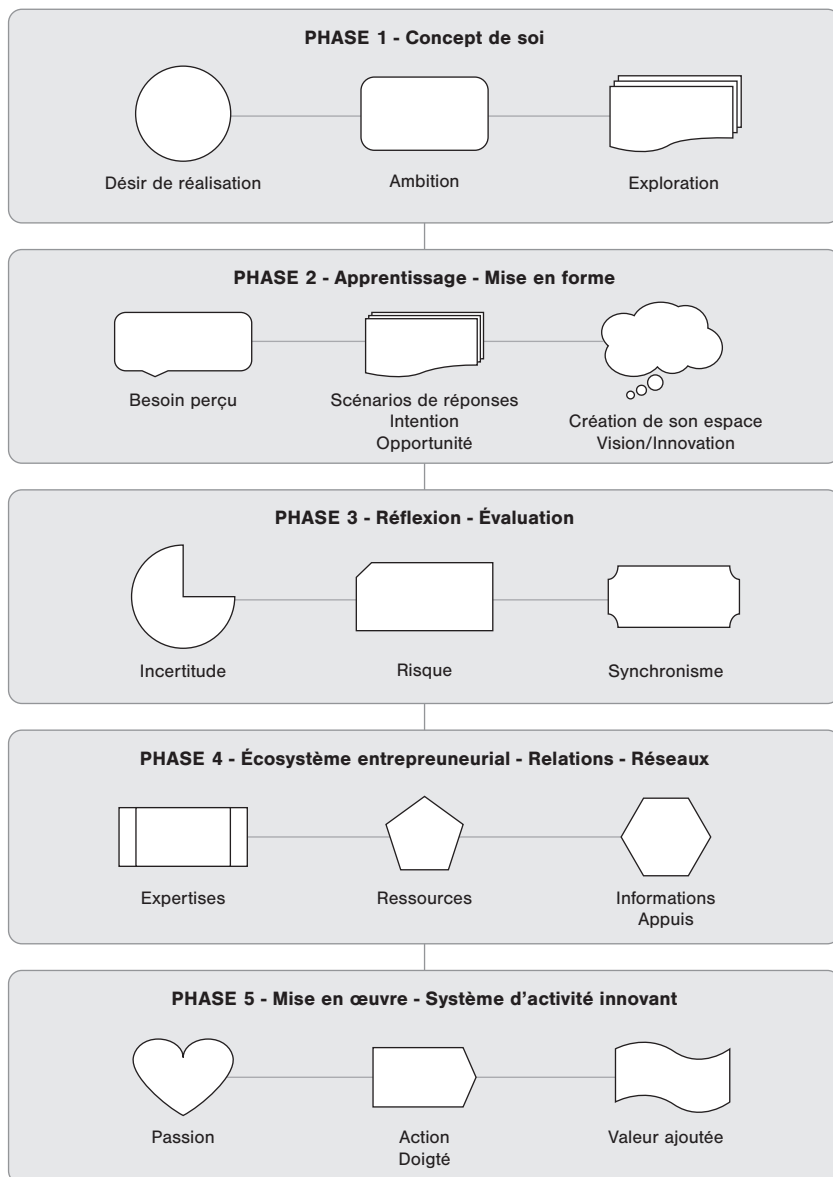 PHASE 1 - Concept de soi
Désir de réalisation
Ambition
Exploration
PHASE 2 - Apprentissage - Mise en forme
Besoin perçu
Scénarios de réponses
Intention
Opportunité
Création de son espace
Vision/Innovation
PHASE 3 - Réflexion - Évaluation
Incertitude
Risque
Synchronisme
PHASE 4 - Écosystème entrepreuneurial - Relations - Réseaux
Expertises
Ressources
Informations
Appuis
PHASE 5 - Mise en œuvre - Système d’activité innovant
Passion
Action
Doigté
Valeur ajoutée